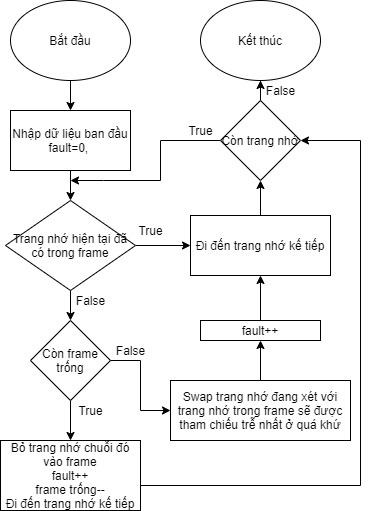 Bắt đầu
Kết thúc
Nhập dữ liệu ban đầu
fault=0,
True
False
Còn trang nhớ
Trang nhớ hiện tại đã
có trong frame
True
Đi đến trang nhớ kế tiếp
False
Còn frame
trống
False
fault++
True
Swap trang nhớ đang xét với
trang nhớ trong frame sẽ được
tham chiếu trễ nhất ở quá khứ
Bỏ trang nhớ chuỗi đó
vào frame
fault++
frame trống--
Đi đến trang nhớ kế tiếp